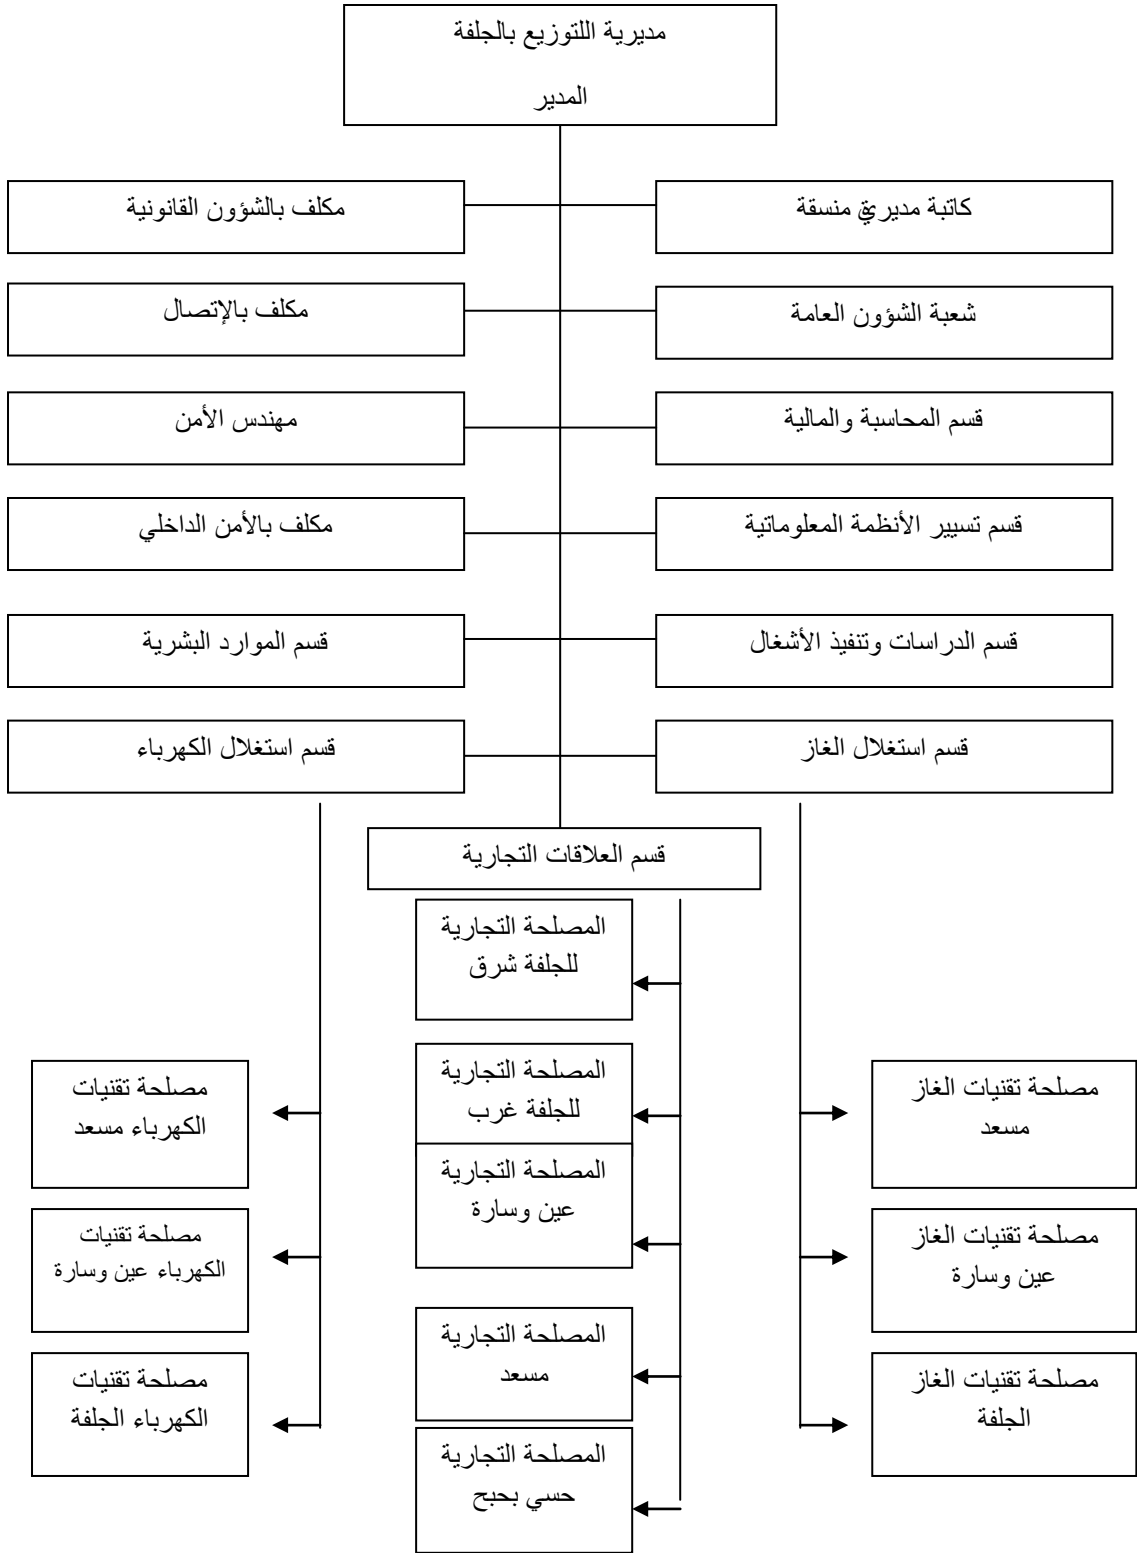 مديرية اللتوزيع بالجلفة
المدير
كاتبة مديرية منسقة
مكلف بالشؤون القانونية
شعبة الشؤون العامة
مكلف بالإتصال
قسم المحاسبة والمالية
مهندس الأمن
قسم تسيير الأنظمة المعلوماتية
مكلف بالأمن الداخلي
قسم الدراسات وتنفيذ الأشغال
قسم الموارد البشرية
قسم استغلال الغاز
قسم استغلال الكهرباء
قسم العلاقات التجارية
المصلحة التجارية
للجلفة شرق
المصلحة التجارية
للجلفة غرب
المصلحة التجارية
عين وسارة
المصلحة التجارية
مسعد
المصلحة التجارية
حسي بحبح
مصلحة تقنيات الغاز
مسعد
مصلحة تقنيات الغاز
عين وسارة
مصلحة تقنيات الغاز
الجلفة
مصلحة تقنيات
الكهرباء مسعد
مصلحة تقنيات
الكهرباء عين وسارة
مصلحة تقنيات
الكهرباء الجلفة